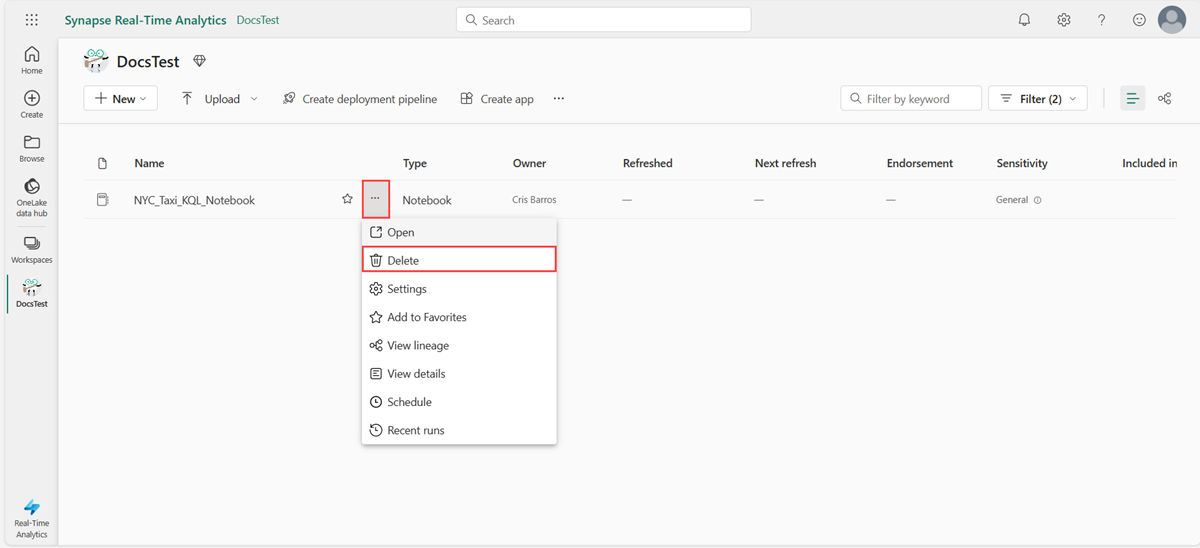 Synapse Real-Time Analytics DocsTest Search
Home
Create
Browse
OneLake
data hub
Workspaces
DocsTest
Real-Time
Analytics
DocsTest
New Upload Create deployment pipeline Create app ... Filter by keyword Filter (2)
Name Type Owner Refreshed Next refresh Endorsement Sensitivity Included in
NYC_Taxi_KQL_Notebook ... Notebook Cris Barros — — — General
Open
Delete
Settings
Add to Favorites
View lineage
View details
Schedule
Recent runs